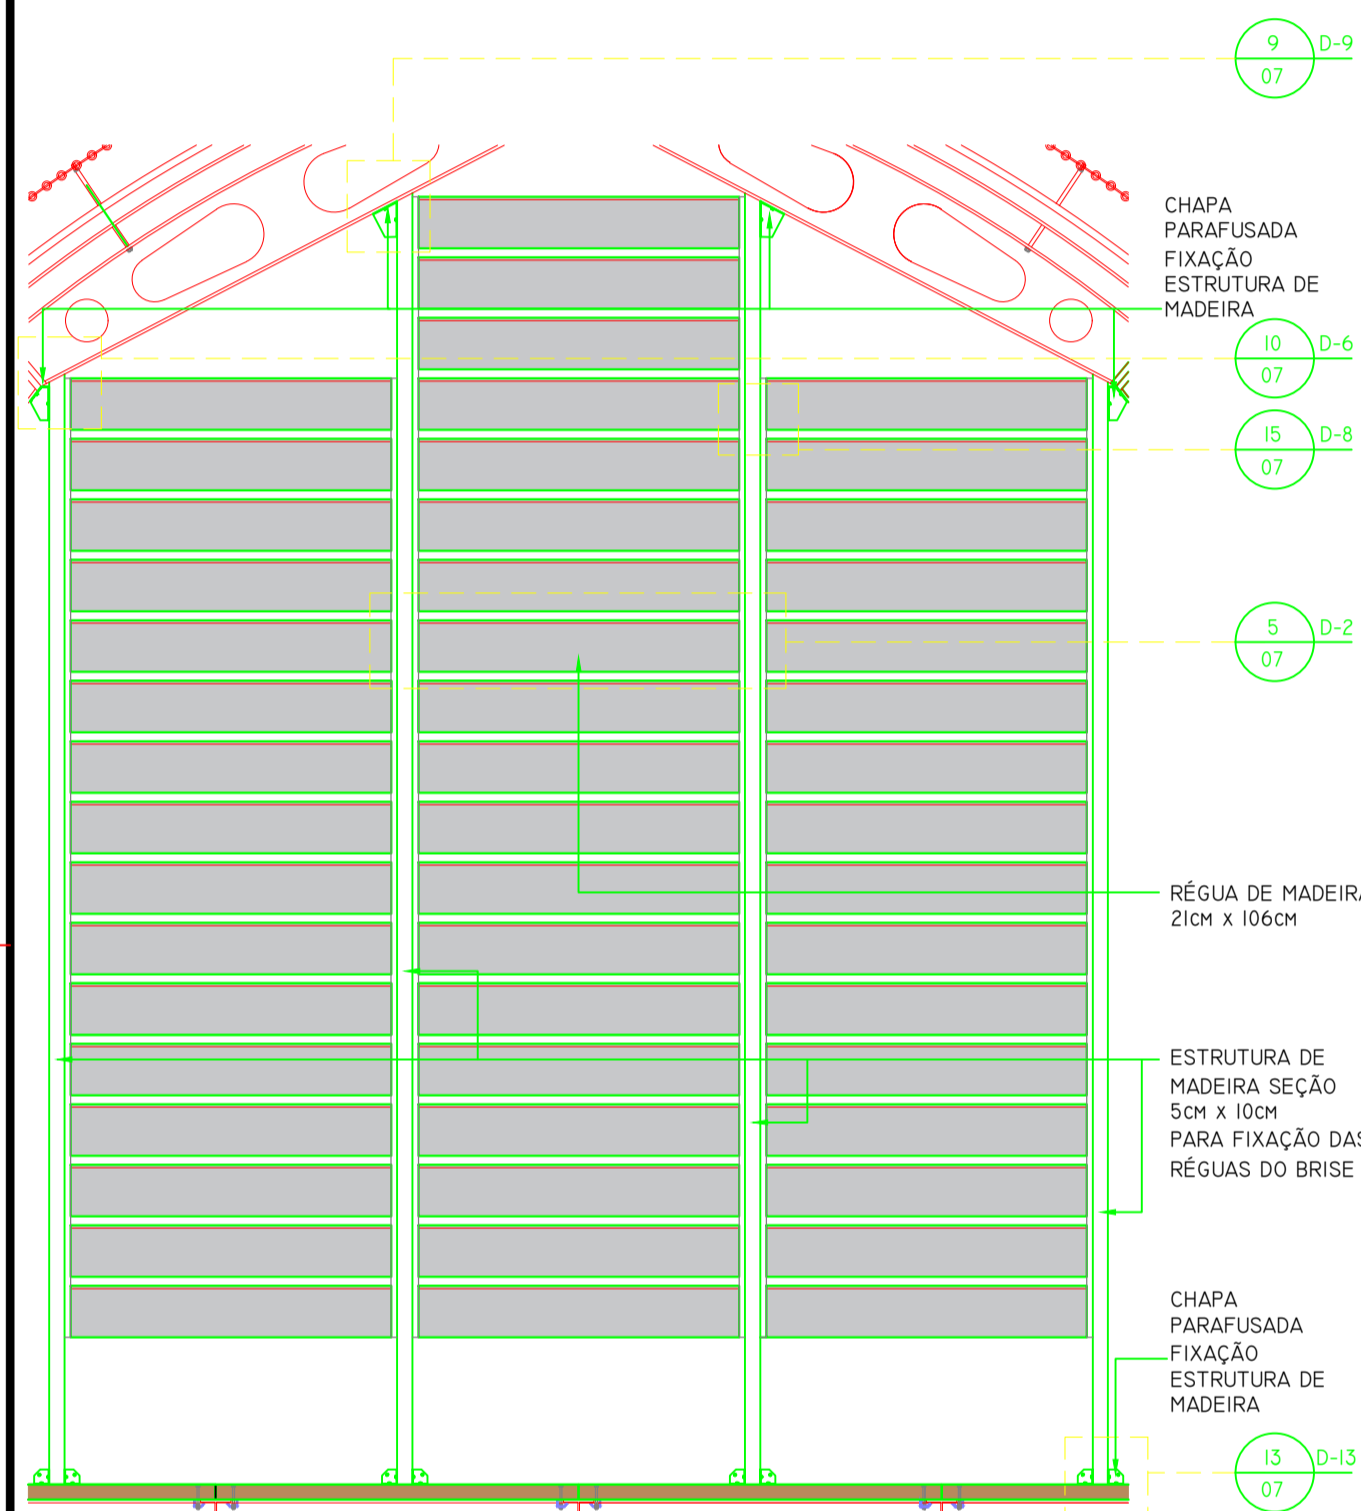 9 D-9
07
CHAPA
PARAFUSADA
FIXAÇÃO
ESTRUTURA DE
MADEIRA
10 D-6
07
15 D-8
07
5 D-2
07
RÉGUA DE MADEIRA
21CM X 106CM
ESTRUTURA DE
MADEIRA SEÇÃO
5CM X 10CM
PARA FIXAÇÃO DAS
RÉGUAS DO BRISE
CHAPA
PARAFUSADA
FIXAÇÃO
ESTRUTURA DE
MADEIRA
13 D-13
07